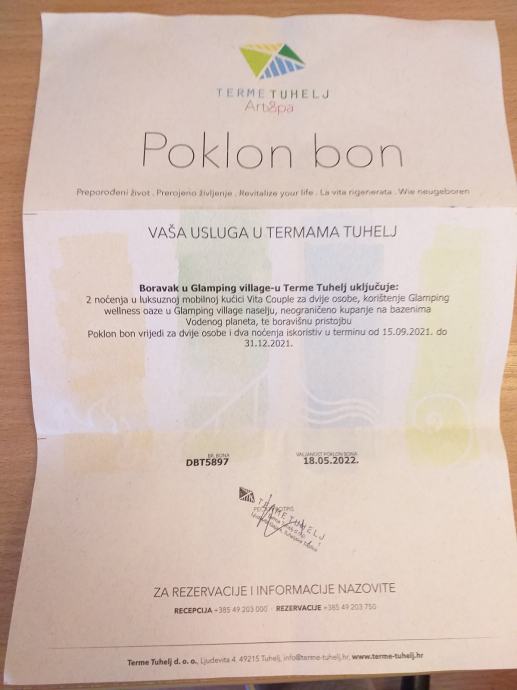 TERME TUHELJ
Art&Spa
Poklon bon
Preporođeni život . Prerojeno življenje . Revitalize your life . La vita rigenerata . Wie neugeboren
VAŠA USLUGA U TERMAMA TUHELJ
Boravak u Glamping village-u Terme Tuhelj uključuje:
2 noćenja u luksuznoj mobilnoj kućici Vita Couple za dvije osobe, korištenje Glamping
wellness oaze u Glamping village naselju, neograničeno kupanje na bazenima
Vodenog planeta, te boravišnu pristojbu
Poklon bon vrijedi za dvije osobe i dva noćenja iskoristiv u terminu od 15.09.2021. do
31.12.2021.
BR. BONA
DBT5897
VALJANOST POKLON BONA
18.05.2022.
TERME TUHELJ
ZA REZERVACIJE I INFORMACIJE NAZOVITE
RECEPCIJA +385 49 203 000 · REZERVACIJE +385 49 203 750
Terme Tuhelj d. o. o., Ljudevita 4, 49215 Tuhelj, info@terme-tuhelj.hr, www.terme-tuhelj.hr